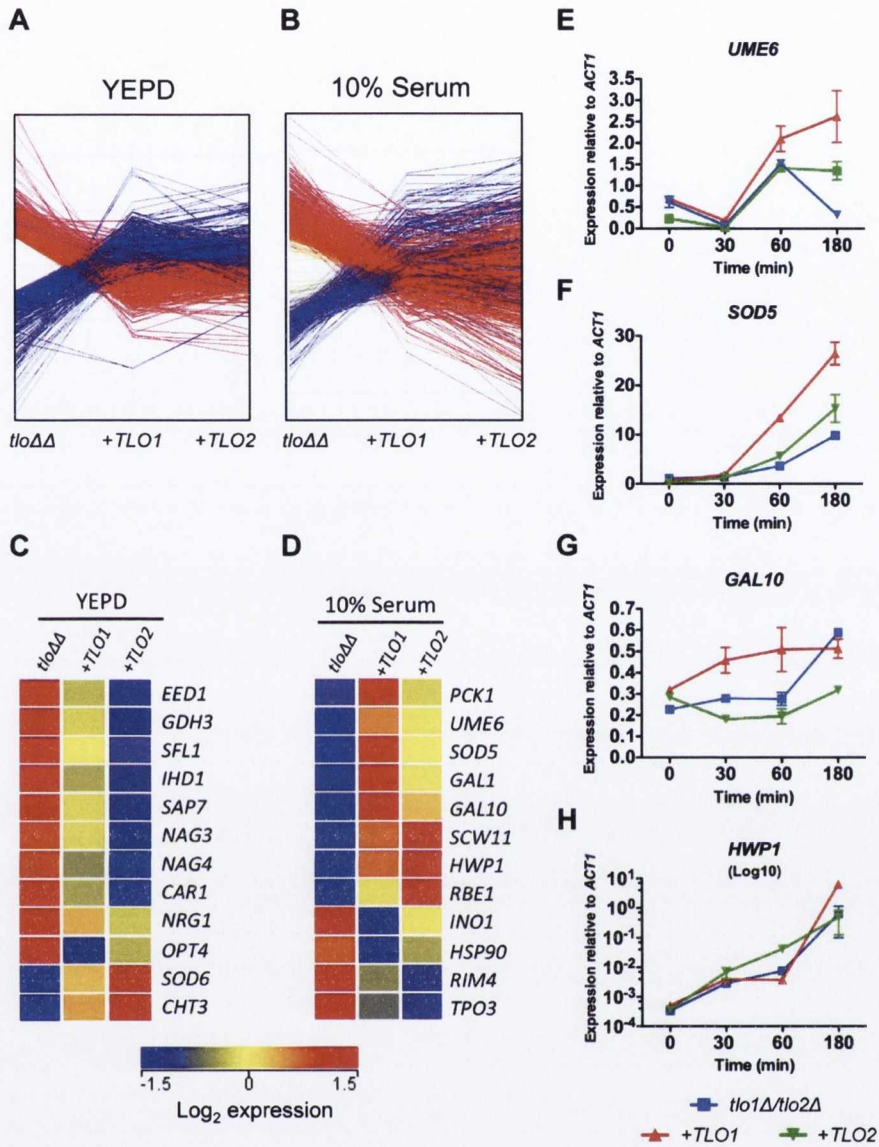 A
YEPD
tloΔΔ +TLO1 +TLO2
B
10% Serum
tloΔΔ +TLO1 +TLO2
C
YEPD
tloΔΔ +TLO1 +TLO2
EED1
GDH3
SFL1
IHD1
SAP7
NAG3
NAG4
CAR1
NRG1
OPT4
SOD6
CHT3
D
10% Serum
tloΔΔ +TLO1 +TLO2
PCK1
UME6
SOD5
GAL1
GAL10
SCW11
HWP1
RBE1
INO1
HSP90
RIM4
TPO3
-1.5 0 1.5
Log₂ expression
E
UME6
Expression relative to ACT1
3.5
3.0
2.5
2.0
1.5
1.0
0.5
0.0
0 30 60 180
Time (min)
F
SOD5
Expression relative to ACT1
30
20
10
0
0 30 60 180
Time (min)
G
GAL10
Expression relative to ACT1
0.7
0.6
0.5
0.4
0.3
0.2
0.1
0.0
0 30 60 180
Time (min)
H
HWP1
(Log10)
Expression relative to ACT1
10¹
10⁰
10⁻¹
10⁻²
10⁻³
10⁻⁴
0 30 60 180
Time (min)
tlo1Δ/tlo2Δ
+TLO1 +TLO2